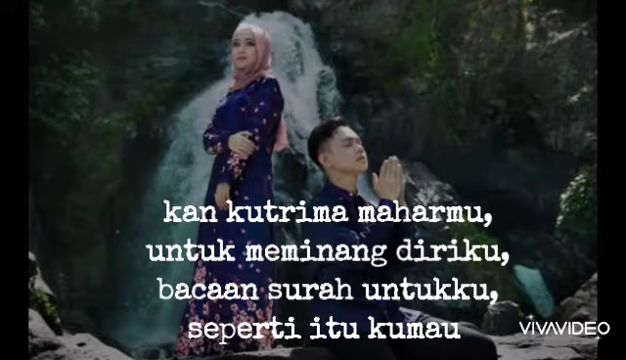 kan kutrima maharmu,
untuk meminang diriku,
bacaan surah untukku,
seperti itu kumau
VIVAVIDEO